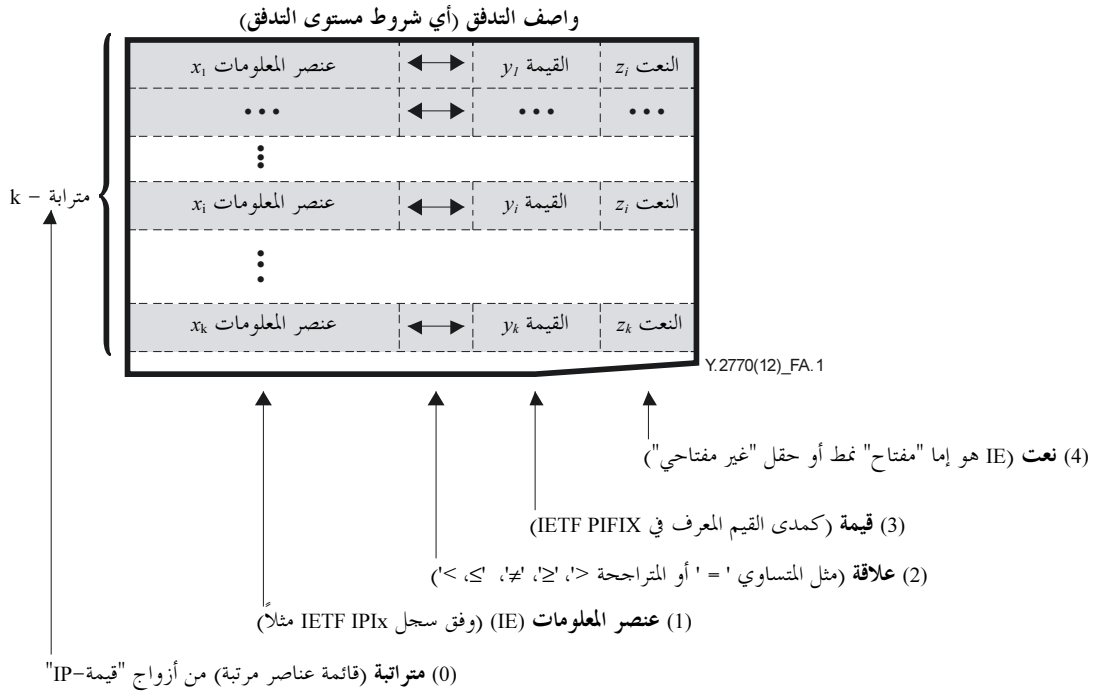 واصف التدفق (أي شروط مستوى التدفق)
عنصر المعلومات x₁ القيمة y₁ النعت zᵢ
••• ••• •••
k – مترابة
عنصر المعلومات xᵢ القيمة yᵢ النعت zᵢ
عنصر المعلومات xₖ القيمة yₖ النعت zₖ
Y.2770(12)_FA.1
(4) نعت (IE هو إما "مفتاح" نمط أو حقل "غير مفتاحي")
(3) قيمة (كمدى القيم المعرف في IETF PIFIX)
(2) علاقة (مثل المتساوي ' = ' أو المتراجحة <'، '≤'، '≠'، '≥، >')
(1) عنصر المعلومات (IE) (وفق سجل IETF IPIx مثلاً)
(0) متراتبة (قائمة عناصر مرتبة) من أزواج "قيمة-IP"